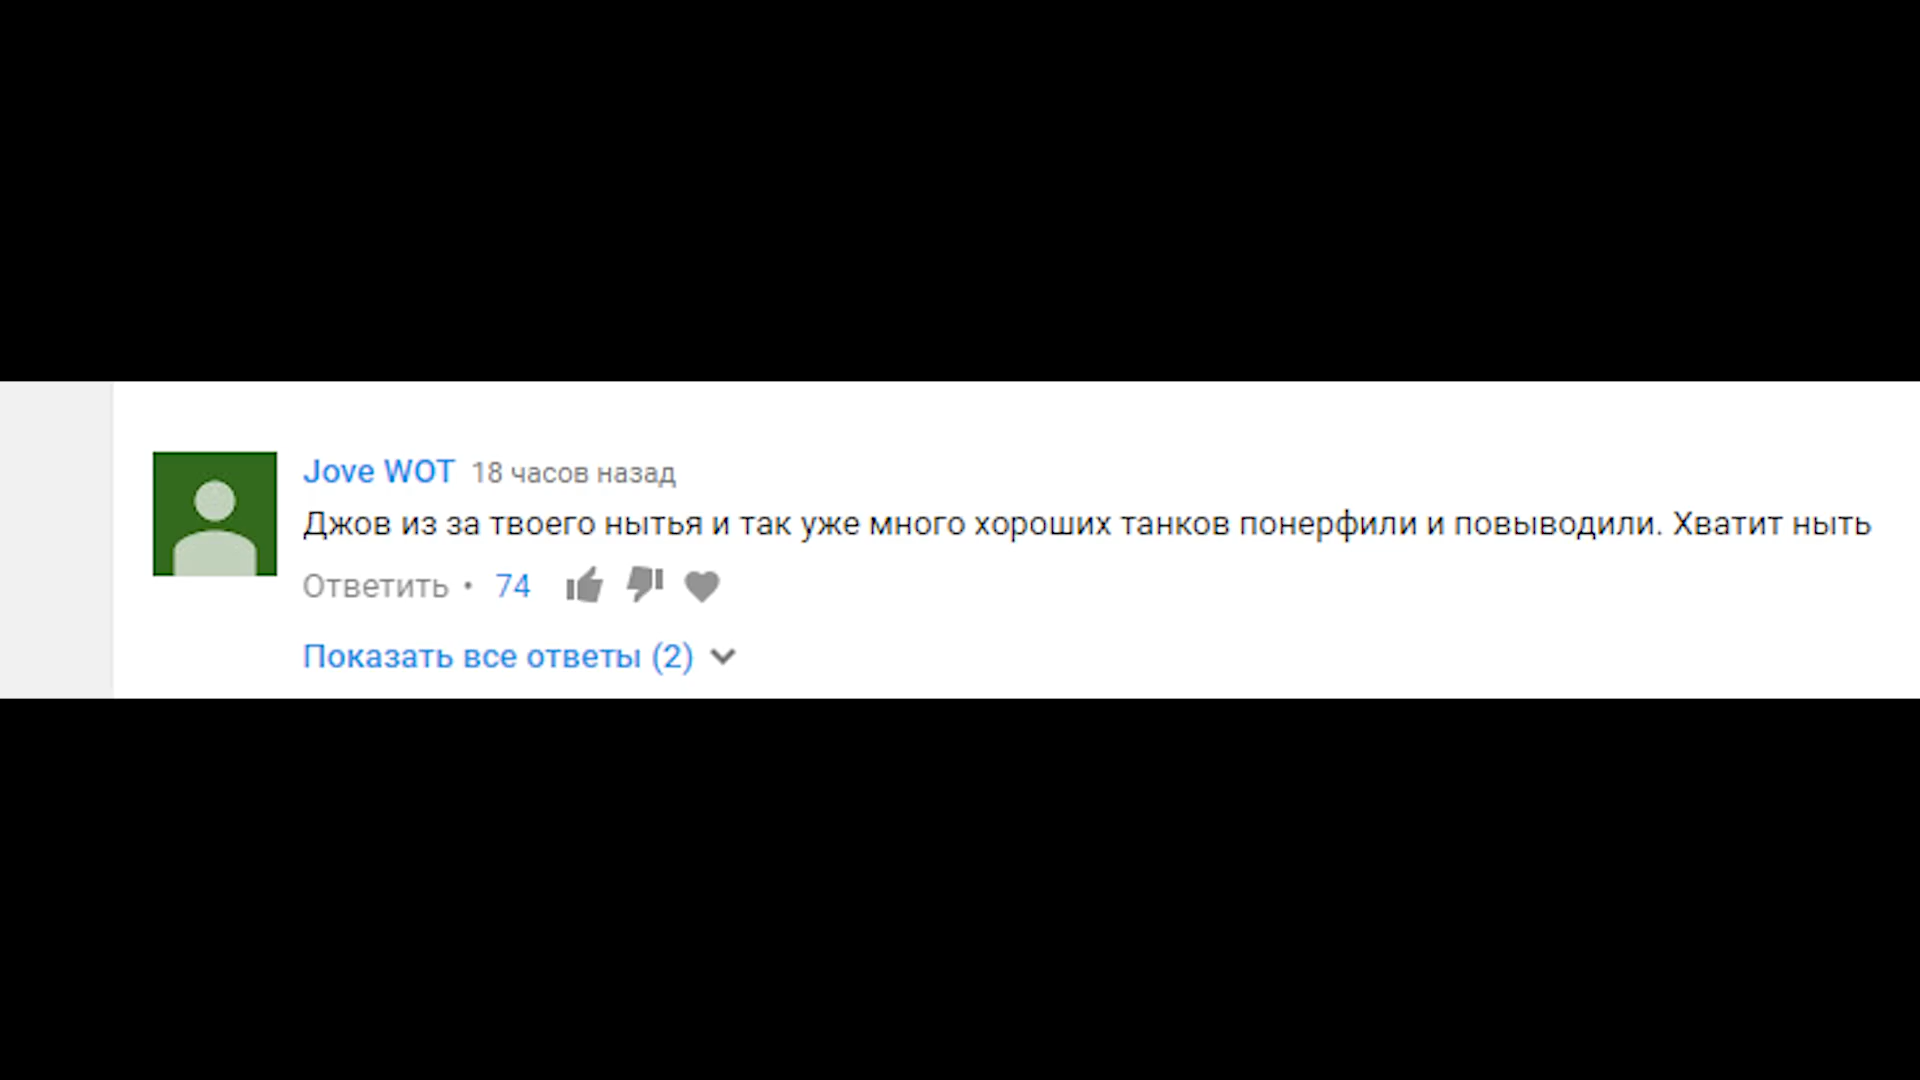 Jove WOT 18 часов назад
Джов из за твоего нытья и так уже много хороших танков понерфили и повыводили. Хватит ныть
Ответить • 74
Показать все ответы (2)